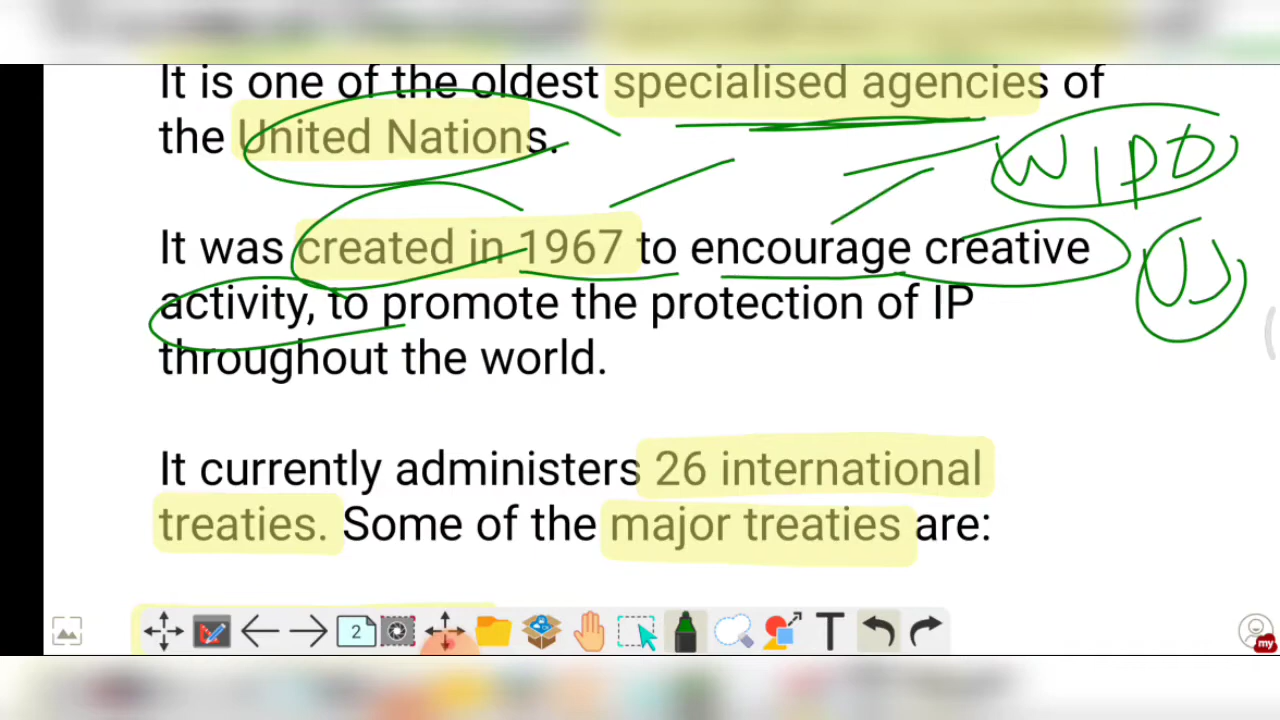 It is one of the oldest specialised agencies of
the United Nations.
WIPO
It was created in 1967 to encourage creative
activity, to promote the protection of IP
throughout the world.
It currently administers 26 international
treaties. Some of the major treaties are:
2
my